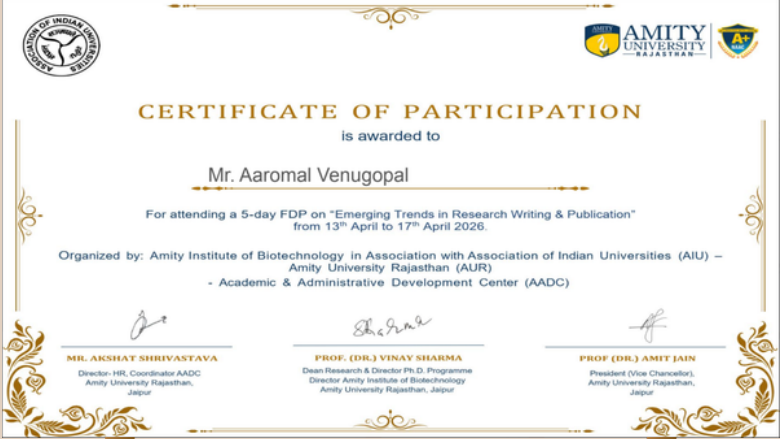 ASSOCIATION OF INDIAN UNIVERSITIES
AMITY
UNIVERSITY
RAJASTHAN
AMITY
A+
NAAC
CERTIFICATE OF PARTICIPATION
is awarded to
Mr. Aaromal Venugopal
For attending a 5-day FDP on “Emerging Trends in Research Writing & Publication”
from 13th April to 17th April 2026.
Organized by: Amity Institute of Biotechnology in Association with Association of Indian Universities (AIU) –
Amity University Rajasthan (AUR)
- Academic & Administrative Development Center (AADC)
Sharma
MR. AKSHAT SHRIVASTAVA
Director- HR, Coordinator AADC
Amity University Rajasthan,
Jaipur
PROF. (DR.) VINAY SHARMA
Dean Research & Director Ph.D. Programme
Director Amity Institute of Biotechnology
Amity University Rajasthan, Jaipur
PROF (DR.) AMIT JAIN
President (Vice Chancellor),
Amity University Rajasthan,
Jaipur